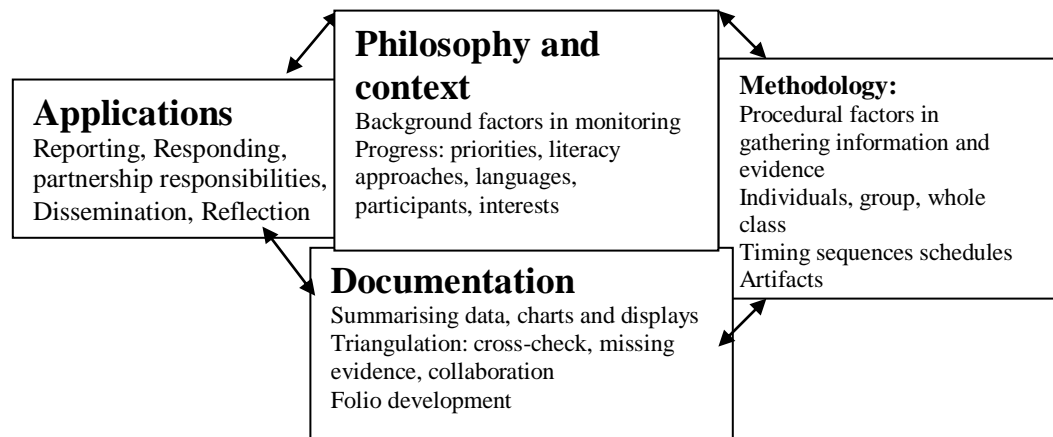 Philosophy and
context
Background factors in monitoring
Progress: priorities, literacy
approaches, languages,
participants, interests
Applications
Reporting, Responding,
partnership responsibilities,
Dissemination, Reflection
Methodology:
Procedural factors in
gathering information and
evidence
Individuals, group, whole
class
Timing sequences schedules
Artifacts
Documentation
Summarising data, charts and displays
Triangulation: cross-check, missing
evidence, collaboration
Folio development